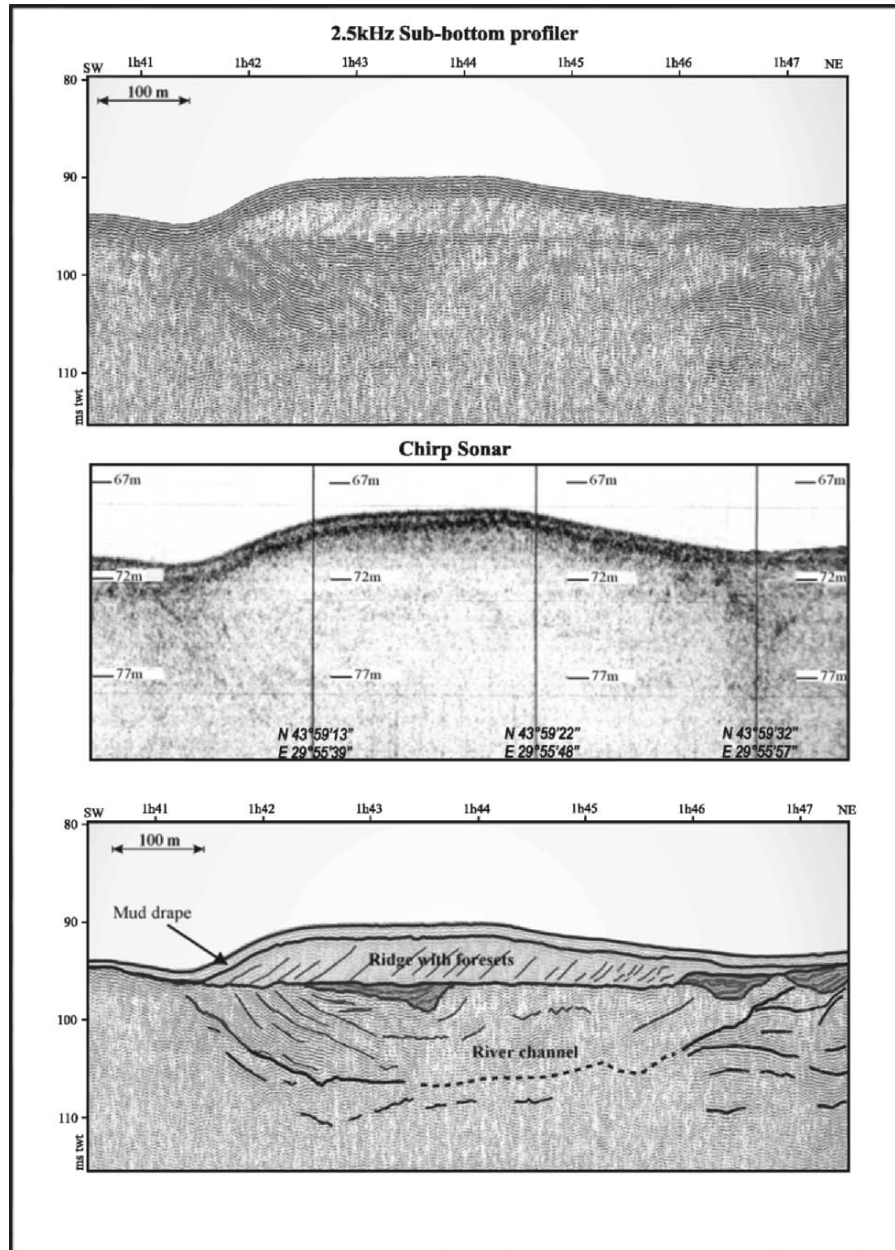 2.5kHz Sub-bottom profiler
SW 1h41 1h42 1h43 1h44 1h45 1h46 1h47 NE
80
100 m
90
100
110
ms twt
Chirp Sonar
67m 67m 67m 67m
72m 72m 72m 72m
77m 77m 77m 77m
N 43°59'13" N 43°59'22" N 43°59'32"
E 29°55'39" E 29°55'48" E 29°55'57"
SW 1h41 1h42 1h43 1h44 1h45 1h46 1h47 NE
80
100 m
Mud drape
90
Ridge with foresets
100
River channel
110
ms twt